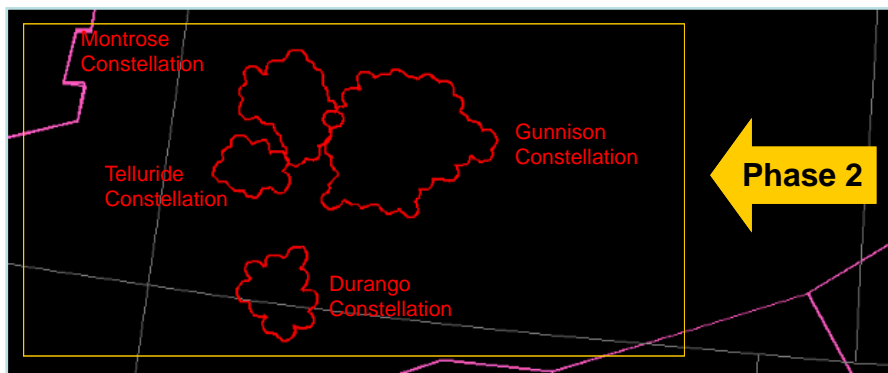 Montrose
Constellation
Gunnison
Constellation
Telluride
Constellation
Phase 2
Durango
Constellation